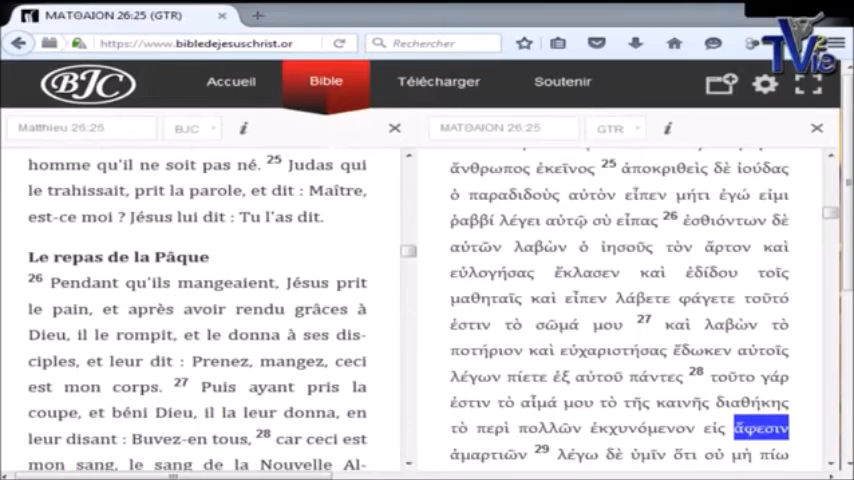 ΜΑΤΘΑΙΟΝ 26:25 (GTR)
https://www.bibledejesuschrist.or
Rechercher
TV2Vie
BJC
Accueil
Bible
Télécharger
Soutenir
Matthieu 26:25
BJC
i
ΜΑΤΘΑΙΟΝ 26:25
GTR
i
homme qu'il ne soit pas né. 25 Judas qui
le trahissait, prit la parole, et dit : Maître,
est-ce moi ? Jésus lui dit : Tu l'as dit.
Le repas de la Pâque
26 Pendant qu'ils mangeaient, Jésus prit
le pain, et après avoir rendu grâces à
Dieu, il le rompit, et le donna à ses dis-
ciples, et leur dit : Prenez, mangez, ceci
est mon corps. 27 Puis ayant pris la
coupe, et béni Dieu, il la leur donna, en
leur disant : Buvez-en tous, 28 car ceci est
mon sang, le sang de la Nouvelle Al-
ἄνθρωπος ἐκεῖνος 25 ἀποκριθεὶς δὲ ἰούδας
ὁ παραδιδοὺς αὐτὸν εἶπεν μήτι ἐγώ εἰμι
ῥαββί λέγει αὐτῷ σὺ εἶπας 26 ἐσθιόντων δὲ
αὐτῶν λαβὼν ὁ ἰησοῦς τὸν ἄρτον καὶ
εὐλογήσας ἔκλασεν καὶ ἐδίδου τοῖς
μαθηταῖς καὶ εἶπεν λάβετε φάγετε τοῦτό
ἐστιν τὸ σῶμά μου 27 καὶ λαβὼν τὸ
ποτήριον καὶ εὐχαριστήσας ἔδωκεν αὐτοῖς
λέγων πίετε ἐξ αὐτοῦ πάντες 28 τοῦτο γάρ
ἐστιν τὸ αἷμά μου τὸ τῆς καινῆς διαθήκης
τὸ περὶ πολλῶν ἐκχυνόμενον εἰς ἄφεσιν
ἁμαρτιῶν 29 λέγω δὲ ὑμῖν ὅτι οὐ μὴ πίω